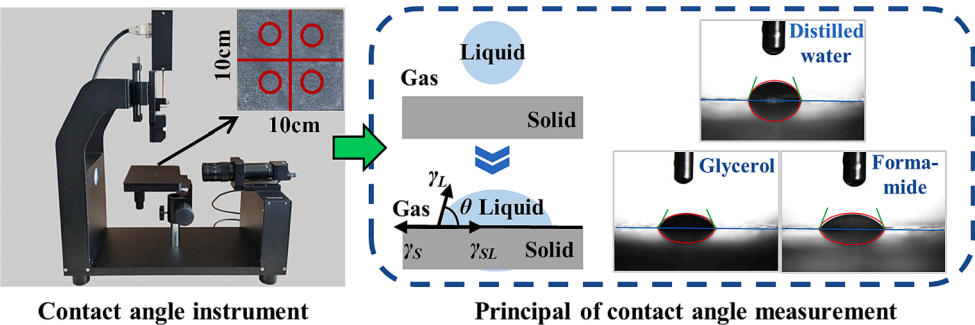 10cm
10cm
Contact angle instrument
Liquid
Gas
Solid
γL
Gas
θ Liquid
γS
γSL
Solid
Distilled
water
Glycerol
Forma-
mide
Principal of contact angle measurement